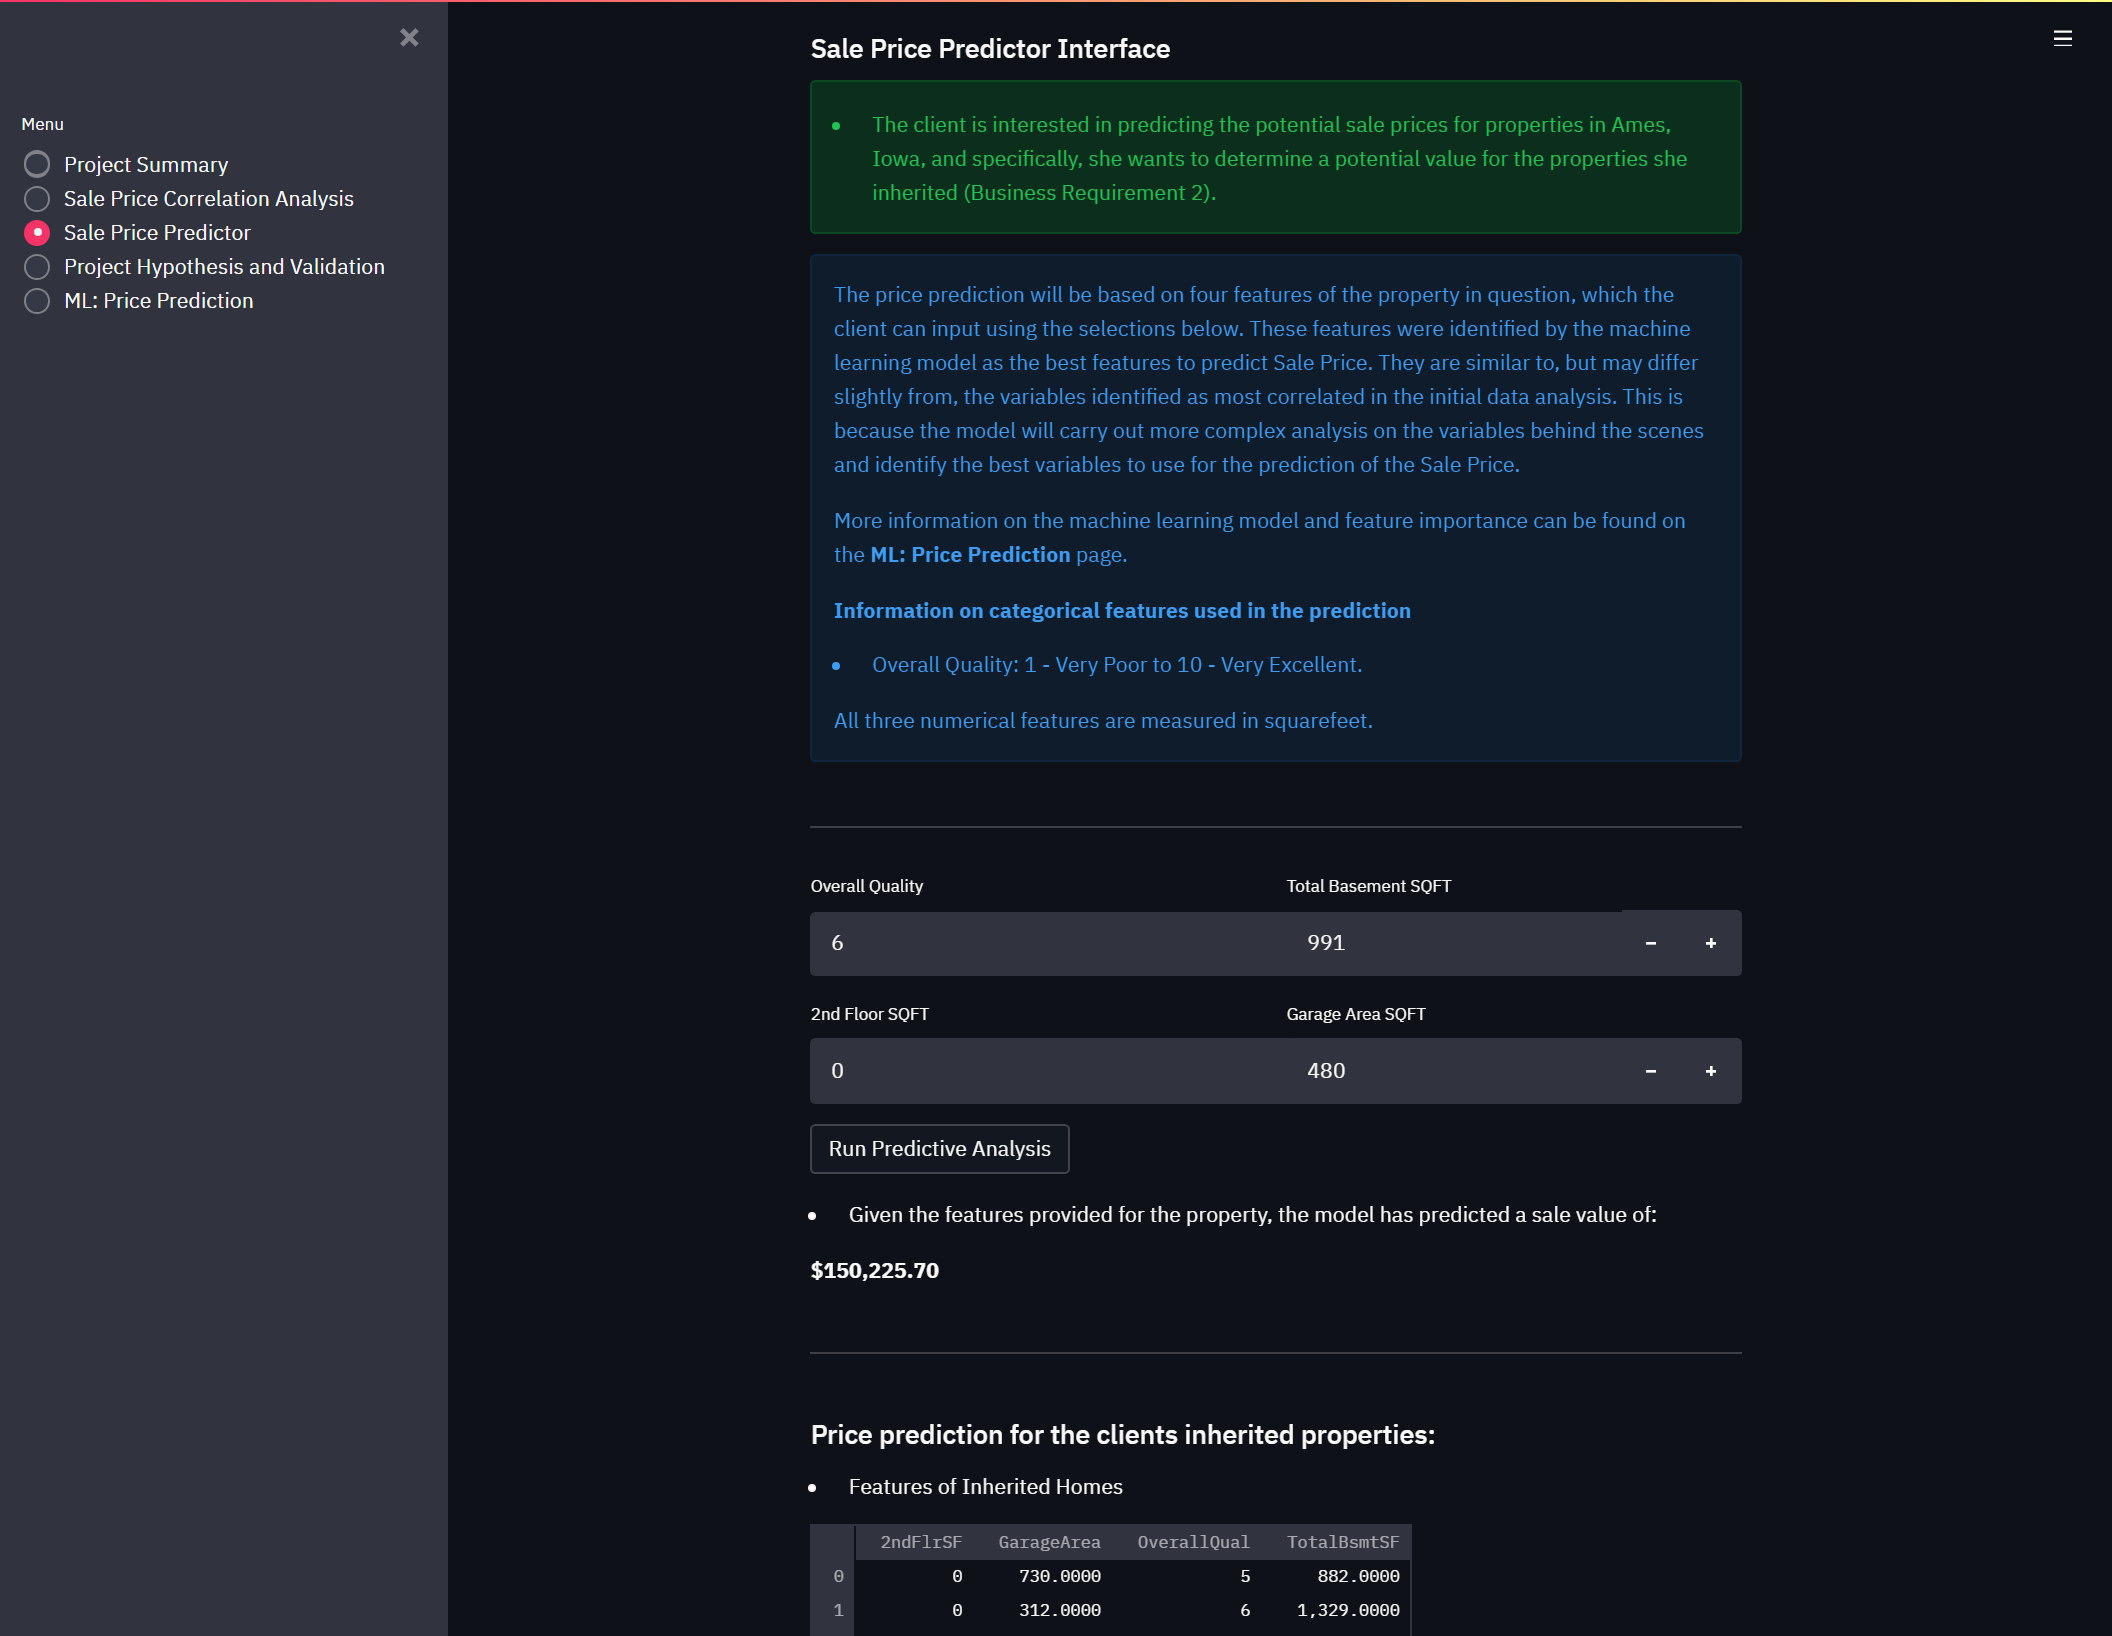 Menu
Project Summary
Sale Price Correlation Analysis
Sale Price Predictor
Project Hypothesis and Validation
ML: Price Prediction
Sale Price Predictor Interface
The client is interested in predicting the potential sale prices for properties in Ames,
Iowa, and specifically, she wants to determine a potential value for the properties she
inherited (Business Requirement 2).
The price prediction will be based on four features of the property in question, which the
client can input using the selections below. These features were identified by the machine
learning model as the best features to predict Sale Price. They are similar to, but may differ
slightly from, the variables identified as most correlated in the initial data analysis. This is
because the model will carry out more complex analysis on the variables behind the scenes
and identify the best variables to use for the prediction of the Sale Price.
More information on the machine learning model and feature importance can be found on
the ML: Price Prediction page.
Information on categorical features used in the prediction
Overall Quality: 1 - Very Poor to 10 - Very Excellent.
All three numerical features are measured in squarefeet.
Overall Quality Total Basement SQFT
6 991 − +
2nd Floor SQFT Garage Area SQFT
0 480 − +
Run Predictive Analysis
Given the features provided for the property, the model has predicted a sale value of:
$150,225.70
Price prediction for the clients inherited properties:
Features of Inherited Homes
2ndFlrSF GarageArea OverallQual TotalBsmtSF
0 0 730.0000 5 882.0000
1 0 312.0000 6 1,329.0000